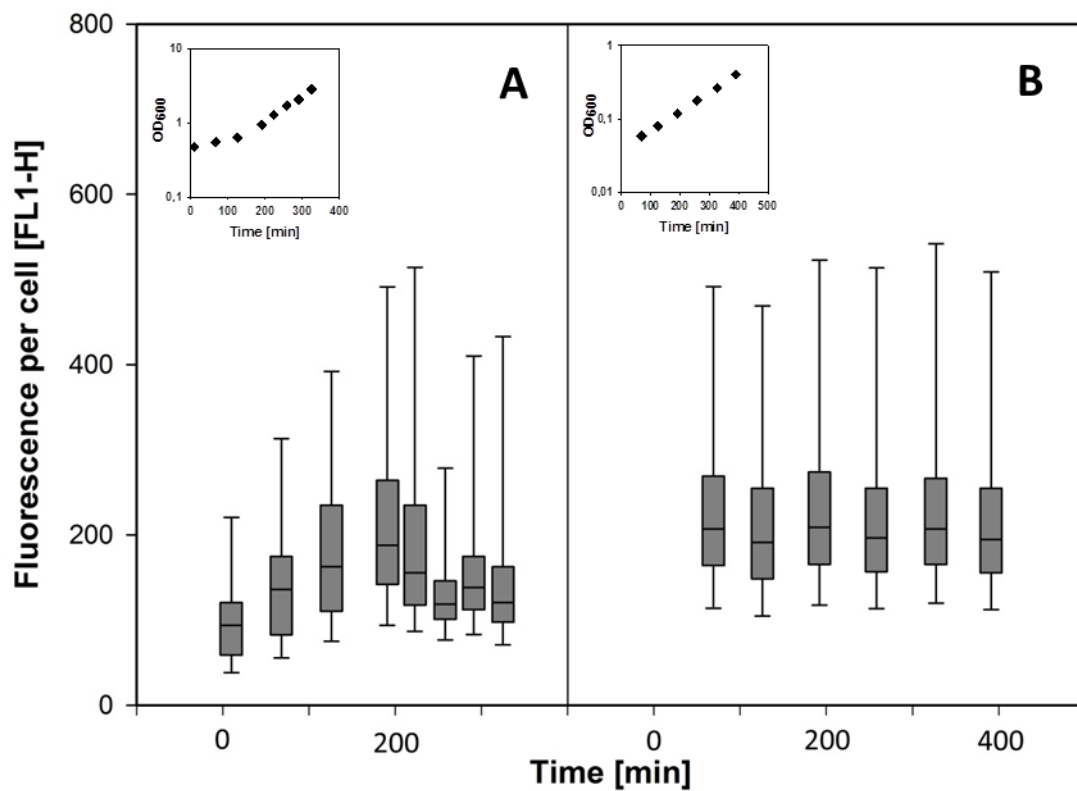 800
600
400
200
0
Fluorescence per cell [FL1-H]
A
10
1
0,1
OD600
0 100 200 300 400
Time [min]
B
1
0,1
0,01
OD600
0 100 200 300 400 500
Time [min]
0 200 0 200 400
Time [min]